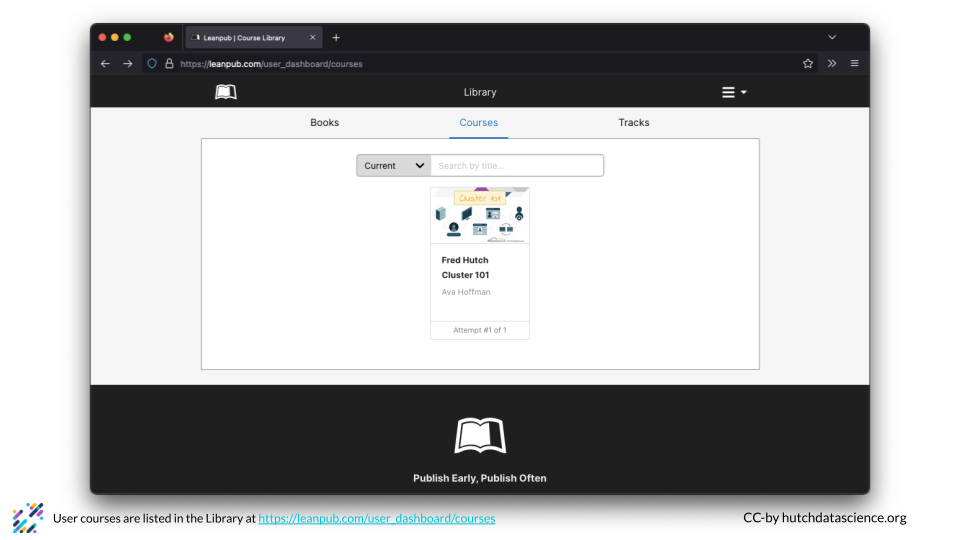 Leanpub | Course Library
https://leanpub.com/user_dashboard/courses
Library
Books Courses Tracks
Current Search by title...
Cluster 101
Fred Hutch
Cluster 101
Ava Hoffman
Attempt #1 of 1
Publish Early, Publish Often
User courses are listed in the Library at https://leanpub.com/user_dashboard/courses
CC-by hutchdatascience.org